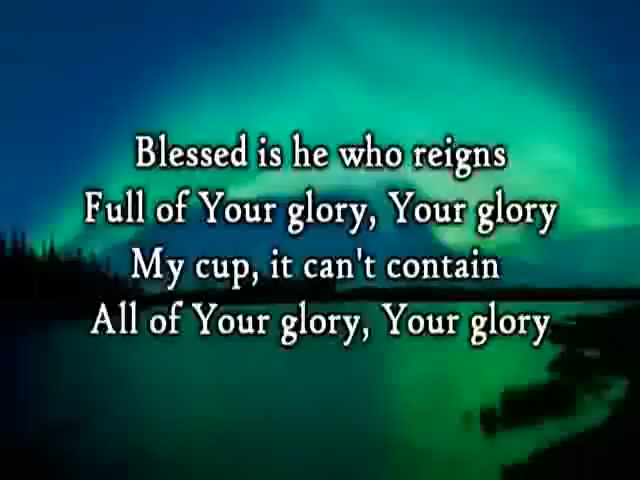 Blessed is he who reigns
Full of Your glory, Your glory
My cup, it can't contain
All of Your glory, Your glory